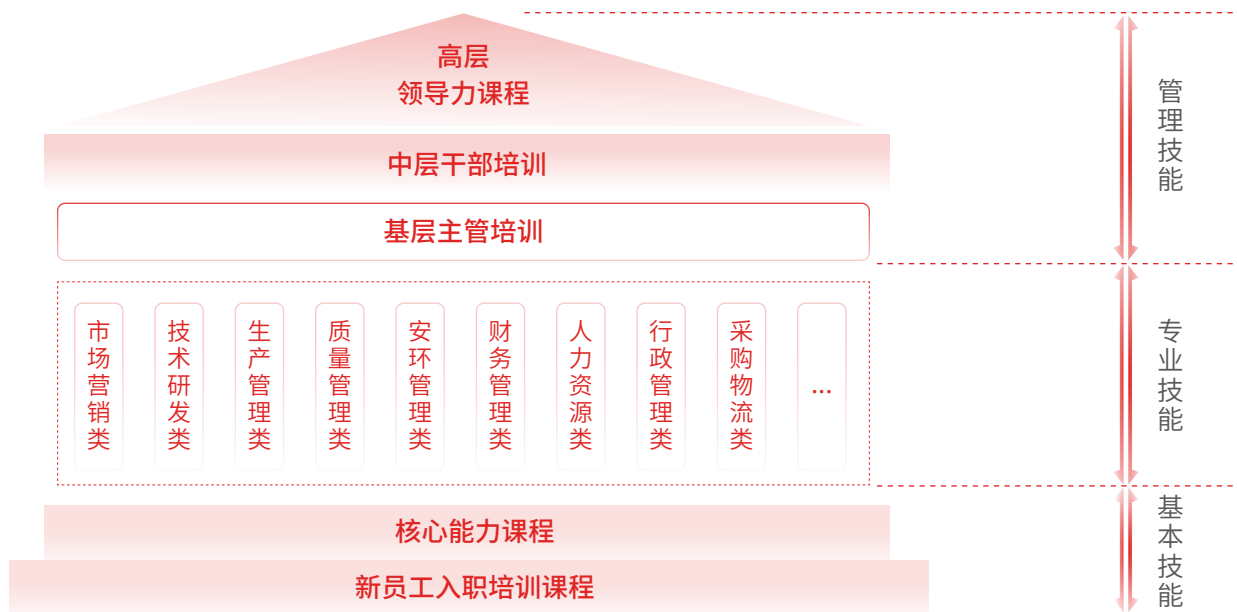 高层
领导力课程
中层干部培训
基层主管培训
市场营销类
技术研发类
生产管理类
质量管理类
安环管理类
财务管理类
人力资源类
行政管理类
采购物流类
...
核心能力课程
新员工入职培训课程
管理技能
专业技能
基本技能